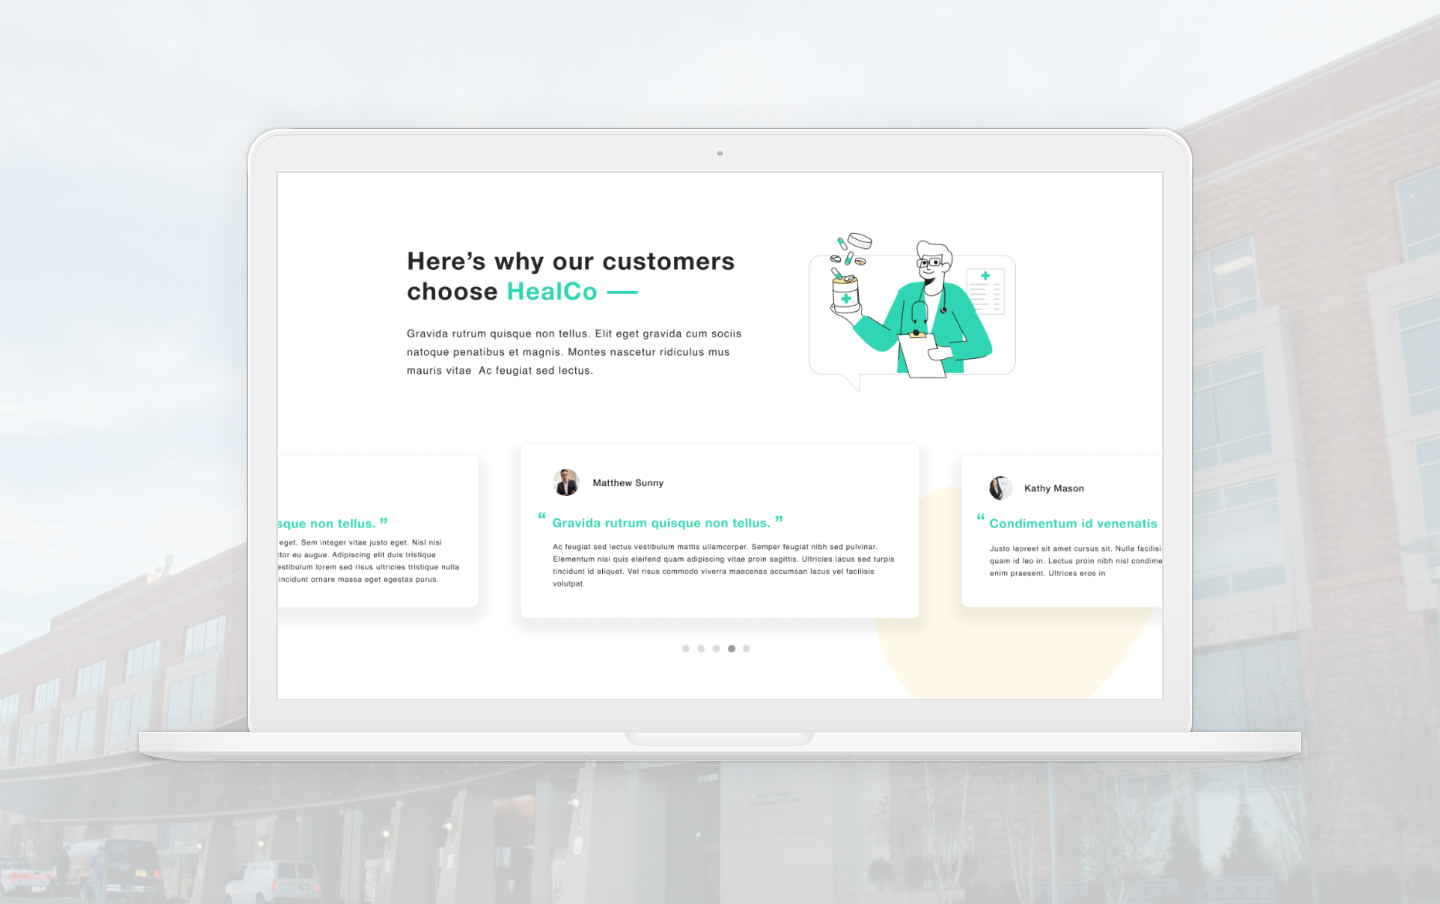 Here’s why our customers
choose HealCo —
Gravida rutrum quisque non tellus. Elit eget gravida cum sociis
natoque penatibus et magnis. Montes nascetur ridiculus mus
mauris vitae  Ac feugiat sed lectus.
sque non tellus. ”
eget. Sem integer vitae justo eget. Nisl nisi
tor eu augue. Adipiscing elit duis tristique
estibulum lorem sed risus ultricies tristique nulla
incidunt ornare massa eget egestas purus.
Matthew Sunny
“ Gravida rutrum quisque non tellus. ”
Ac feugiat sed lectus vestibulum mattis ullamcorper. Semper feugiat nibh sed pulvinar.
Elementum nisi quis eleifend quam adipiscing vitae proin sagittis. Ultricies lacus sed turpis
tincidunt id aliquet. Vel risus commodo viverra maecenas accumsan lacus vel facilisis
volutpat.
Kathy Mason
“ Condimentum id venenatis
Justo laoreet sit amet cursus sit. Nulla facilisi
quam id leo in. Lectus proin nibh nisl condime
enim praesent. Ultrices eros in